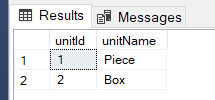 Results Messages
unitId unitName
1 1 Piece
2 2 Box